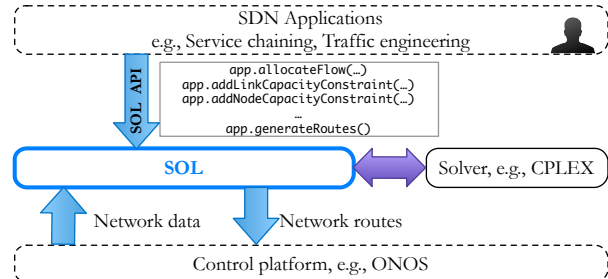 SDN Applications
e.g., Service chaining, Traffic engineering
SOL API
app.allocateFlow(…)
app.addLinkCapacityConstraint(…)
app.addNodeCapacityConstraint(…)
…
app.generateRoutes()
SOL
Solver, e.g., CPLEX
Network data
Network routes
Control platform, e.g., ONOS